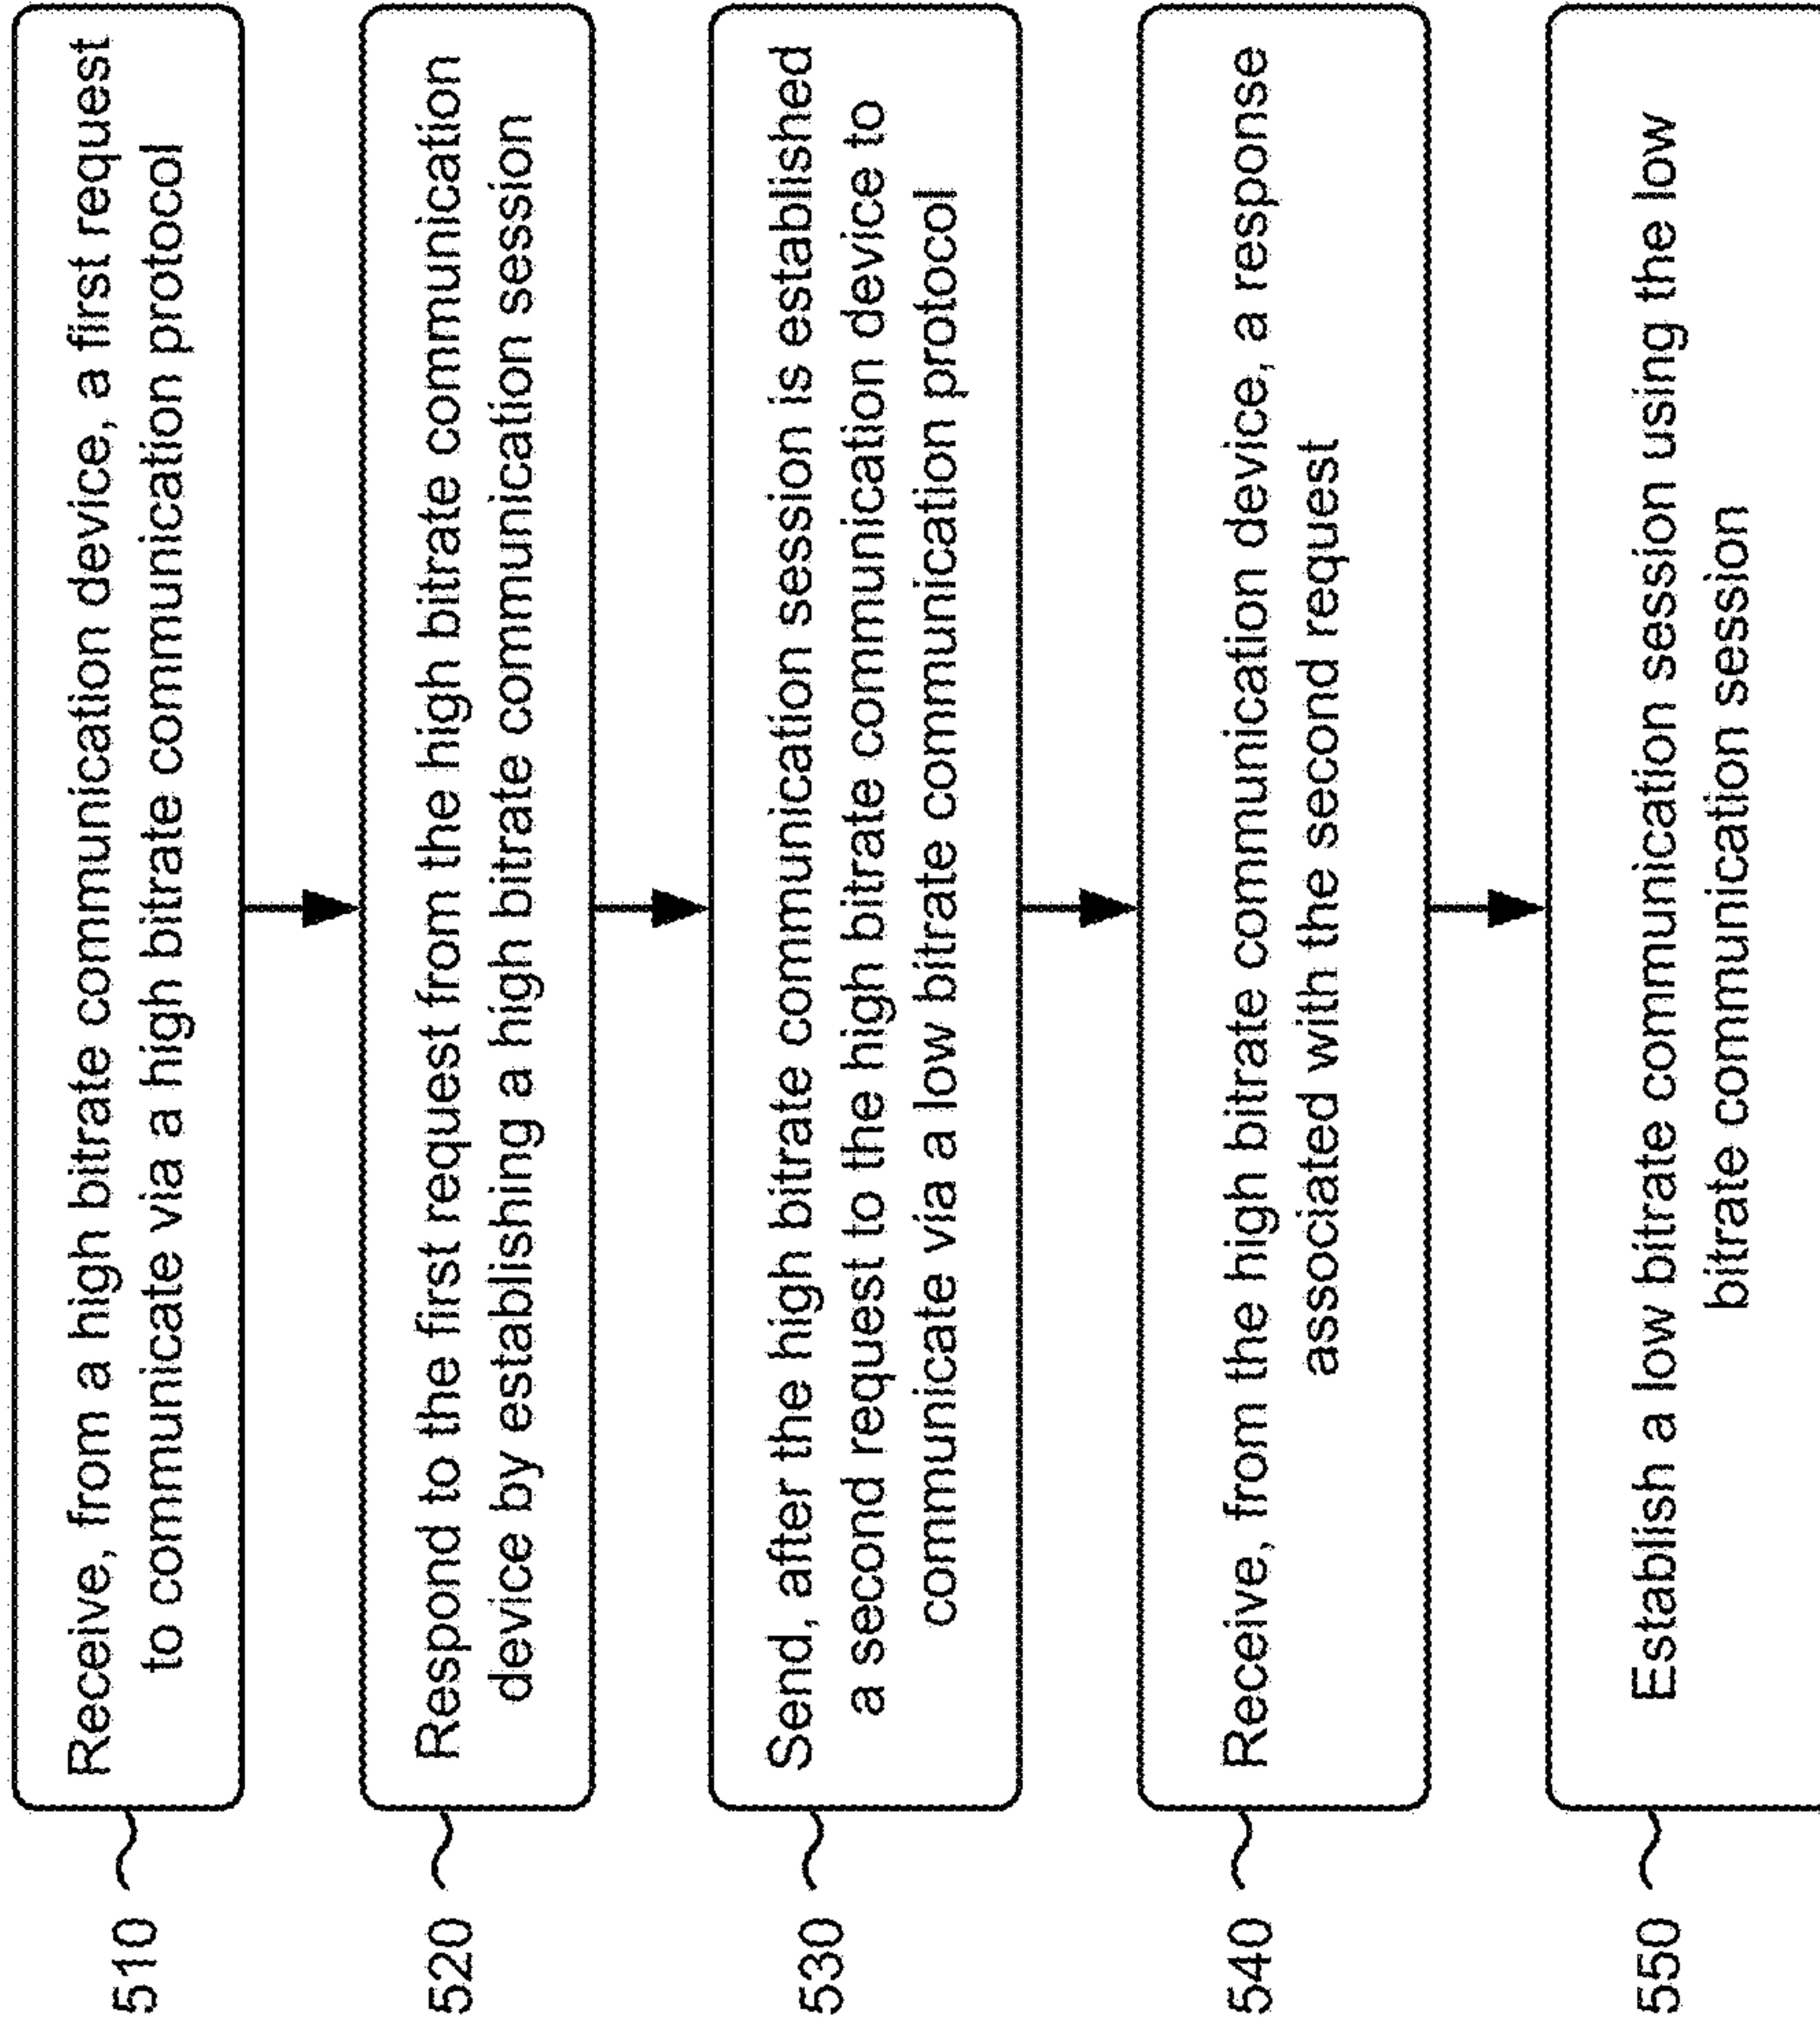 510
Receive, from a high bitrate communication device, a first request
to communicate via a high bitrate communication protocol
520
Respond to the first request from the high bitrate communication
device by establishing a high bitrate communication session
530
Send, after the high bitrate communication session is established
a second request to the high bitrate communication device to
communicate via a low bitrate communication protocol
540
Receive, from the high bitrate communication device, a response
associated with the second request
550
Establish a low bitrate communication session using the low
bitrate communication session